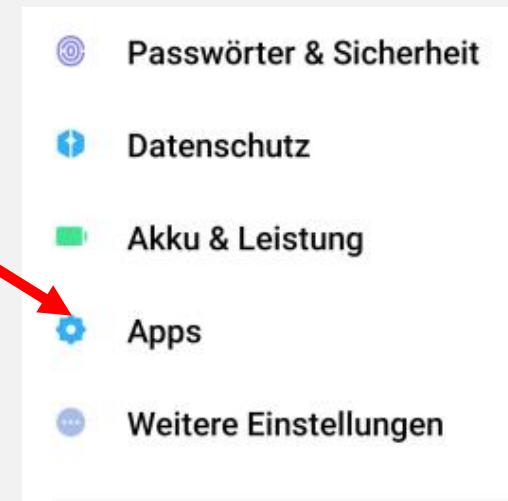 Passwörter & Sicherheit
Datenschutz
Akku & Leistung
Apps
Weitere Einstellungen